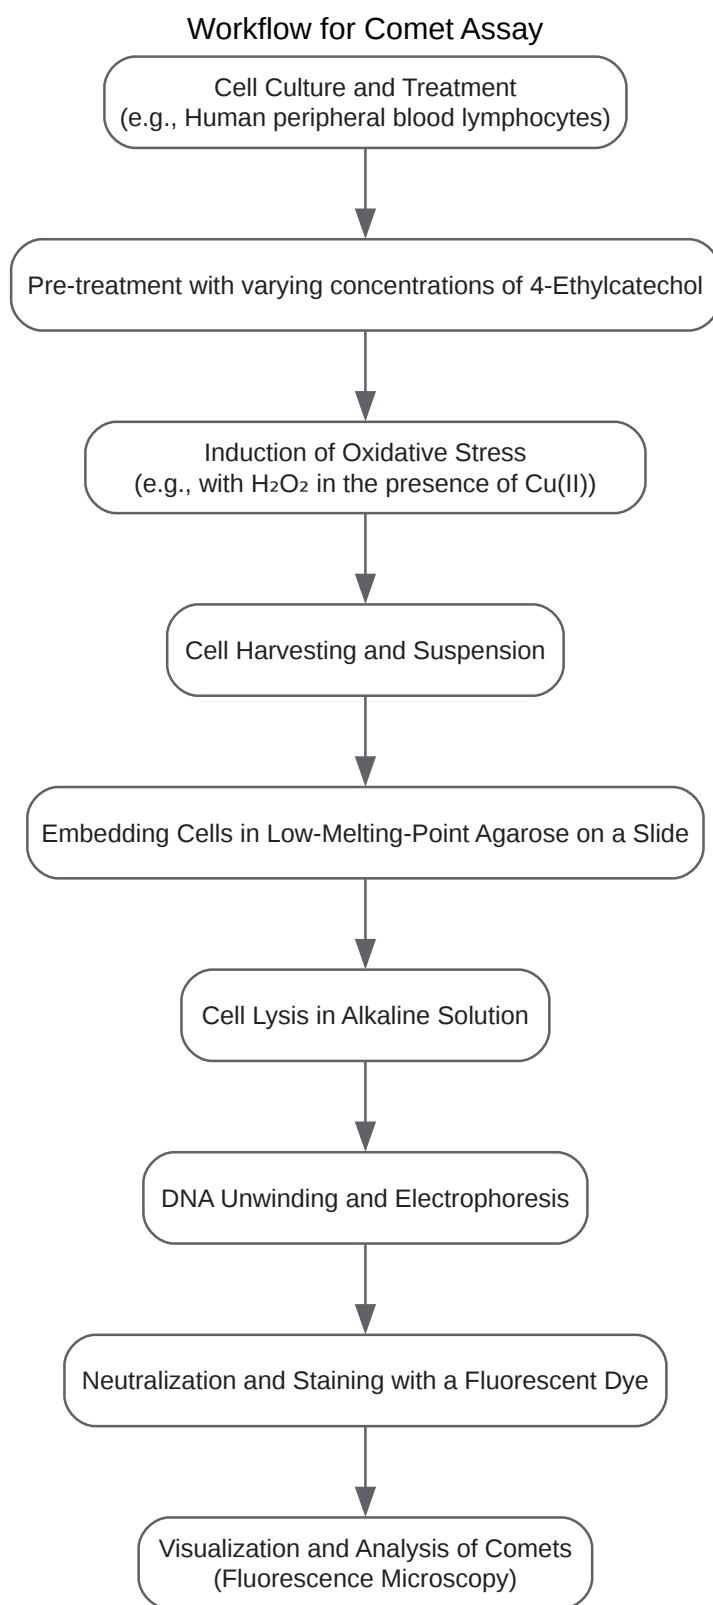 Workflow for Comet Assay
Cell Culture and Treatment
(e.g., Human peripheral blood lymphocytes)
Pre-treatment with varying concentrations of 4-Ethylcatechol
Induction of Oxidative Stress
(e.g., with H₂O₂ in the presence of Cu(II))
Cell Harvesting and Suspension
Embedding Cells in Low-Melting-Point Agarose on a Slide
Cell Lysis in Alkaline Solution
DNA Unwinding and Electrophoresis
Neutralization and Staining with a Fluorescent Dye
Visualization and Analysis of Comets
(Fluorescence Microscopy)